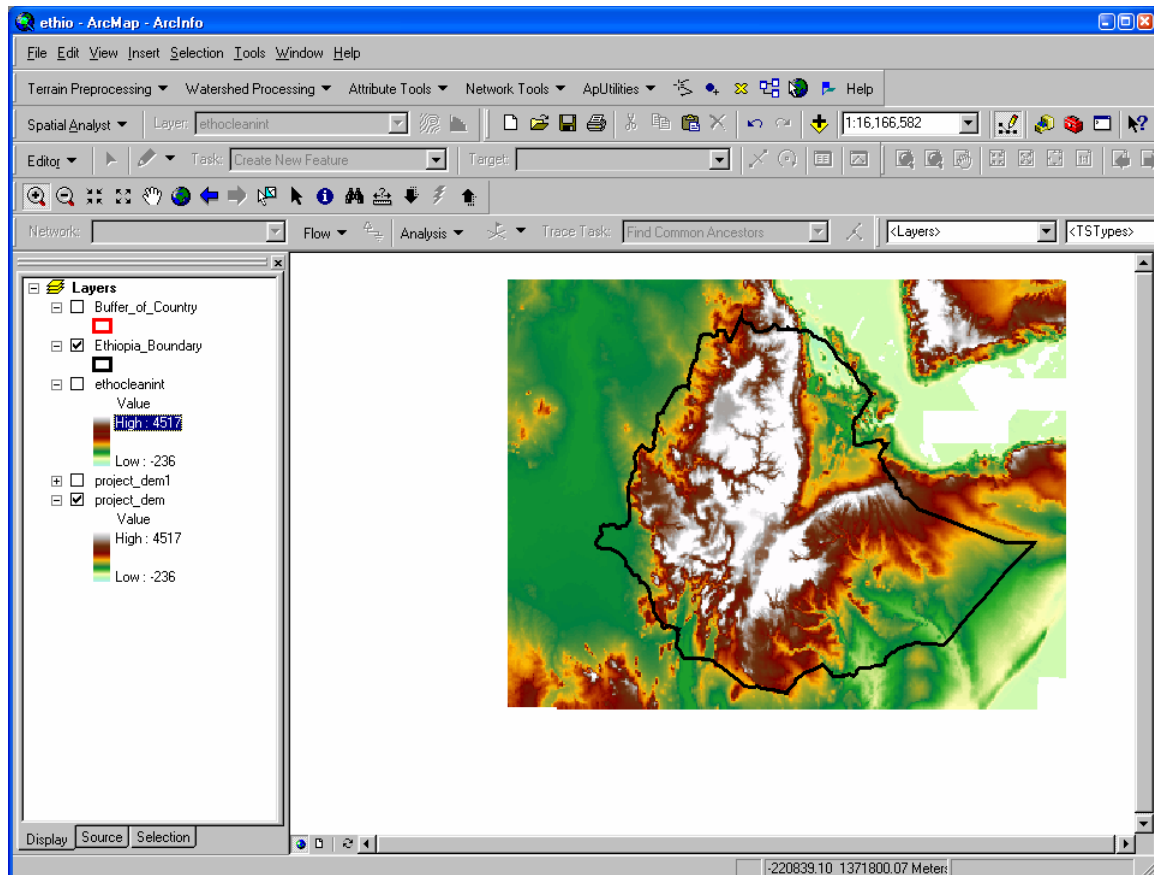 ethio - ArcMap - ArcInfo
File Edit View Insert Selection Tools Window Help
Terrain Preprocessing Watershed Processing Attribute Tools Network Tools ApUtilities Help
Spatial Analyst Layer: ethocleanint 1:16,166,582
Editor Task: Create New Feature Target:
Network: Flow Analysis Trace Task: Find Common Ancestors <Layers> <TSTypes>
Layers
Buffer_of_Country
Ethiopia_Boundary
ethocleanint
Value
High : 4517
Low : -236
project_dem1
project_dem
Value
High : 4517
Low : -236
Display Source Selection
-220839.10 1371800.07 Meters